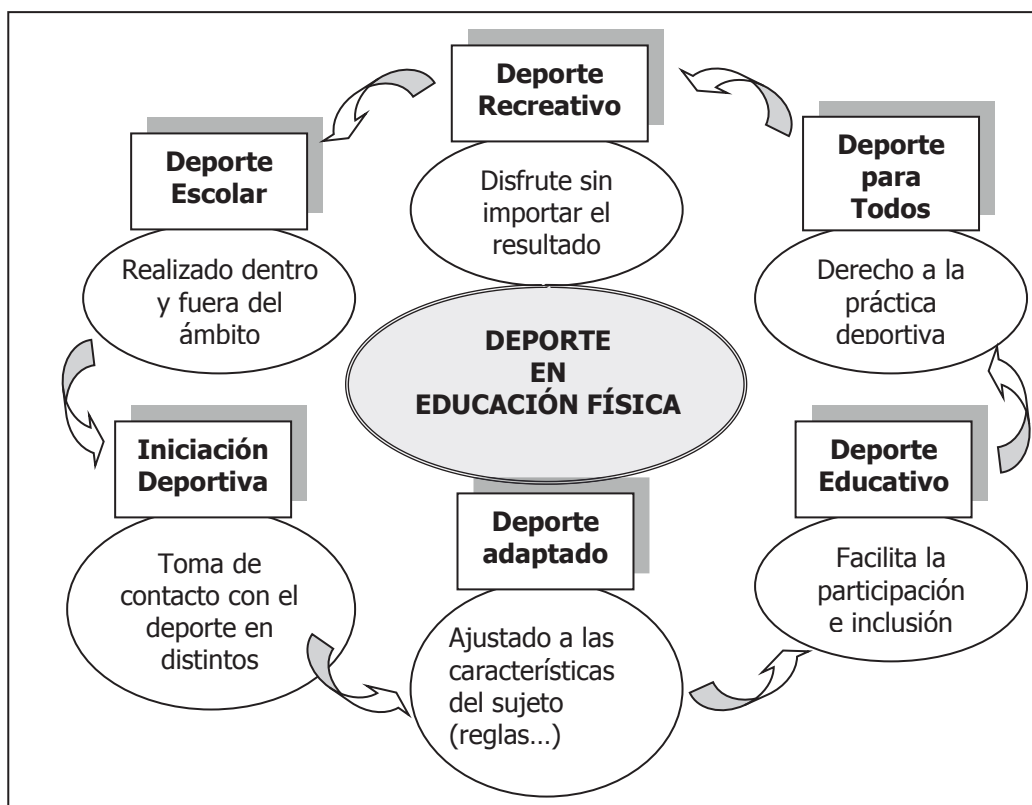 Deporte
Recreativo
Disfrute sin
importar el
resultado
Deporte
Escolar
Realizado dentro
y fuera del
ámbito
Iniciación
Deportiva
Toma de
contacto con el
deporte en
distintos
Deporte
adaptado
Ajustado a las
características
del sujeto
(reglas...)
Deporte
Educativo
Facilita la
participación
e inclusión
Deporte
para
Todos
Derecho a la
práctica
deportiva
DEPORTE
EN
EDUCACIÓN FÍSICA